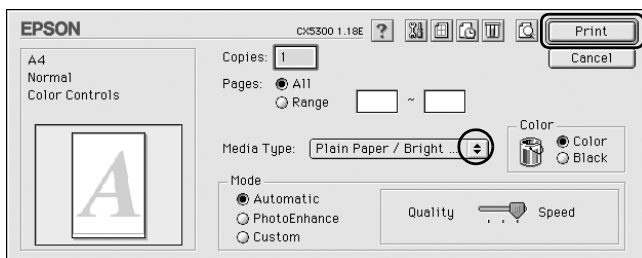 EPSON
CX5300 1.18E ?
Print
Cancel
A4
Normal
Color Controls
A
Copies: 1
Pages: All
Range ~
Media Type: Plain Paper / Bright ...
Color
Color
Black
Mode
Automatic
PhotoEnhance
Custom
Quality Speed